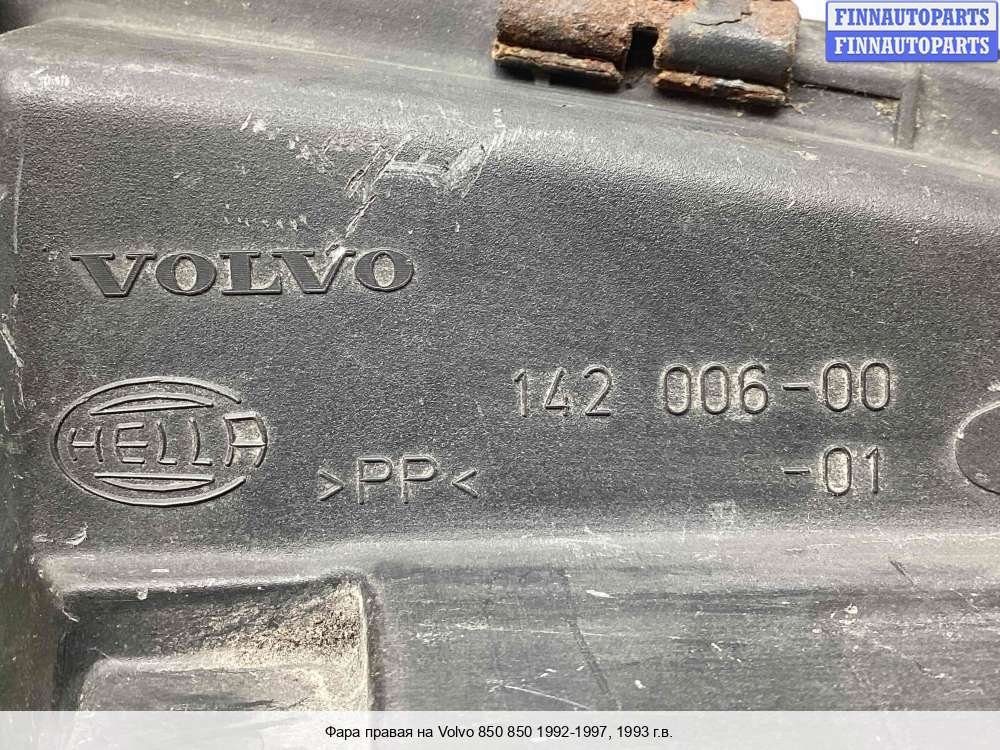 FINNAUTOPARTS
FINNAUTOPARTS
VOLVO
142 006-00
HELLA
>PP<
-01
Фара правая на Volvo 850 850 1992-1997, 1993 г.в.